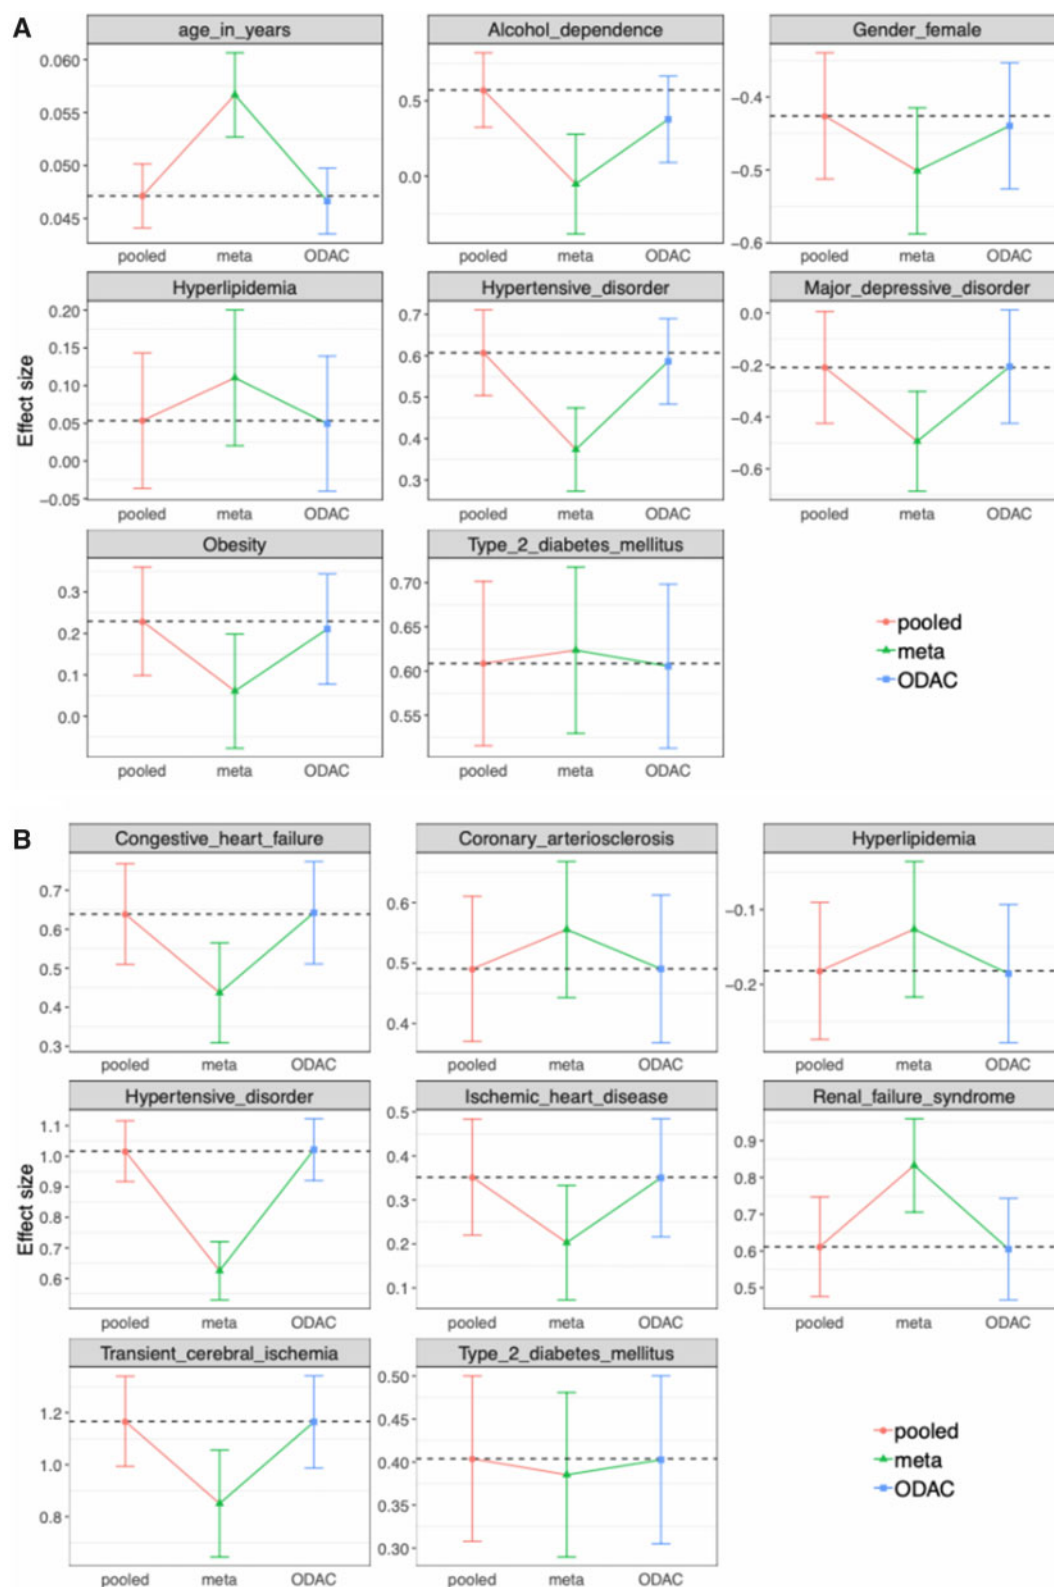 A
age_in_years
Alcohol_dependence
Gender_female
0.060
0.055
0.050
0.045
0.5
0.0
−0.4
−0.5
−0.6
pooled
meta
ODAC
pooled
meta
ODAC
pooled
meta
ODAC
Hyperlipidemia
Hypertensive_disorder
Major_depressive_disorder
Effect size
0.20
0.15
0.10
0.05
0.00
−0.05
0.7
0.6
0.5
0.4
0.3
0.0
−0.2
−0.4
−0.6
pooled
meta
ODAC
pooled
meta
ODAC
pooled
meta
ODAC
Obesity
Type_2_diabetes_mellitus
0.3
0.2
0.1
0.0
0.70
0.65
0.60
0.55
pooled
meta
ODAC
pooled
meta
ODAC
pooled
meta
ODAC
B
Congestive_heart_failure
Coronary_arteriosclerosis
Hyperlipidemia
0.7
0.6
0.5
0.4
0.3
0.6
0.5
0.4
−0.1
−0.2
pooled
meta
ODAC
pooled
meta
ODAC
pooled
meta
ODAC
Hypertensive_disorder
Ischemic_heart_disease
Renal_failure_syndrome
Effect size
1.1
1.0
0.9
0.8
0.7
0.6
0.5
0.4
0.3
0.2
0.1
0.9
0.8
0.7
0.6
0.5
pooled
meta
ODAC
pooled
meta
ODAC
pooled
meta
ODAC
Transient_cerebral_ischemia
Type_2_diabetes_mellitus
1.2
1.0
0.8
0.50
0.45
0.40
0.35
0.30
pooled
meta
ODAC
pooled
meta
ODAC
pooled
meta
ODAC